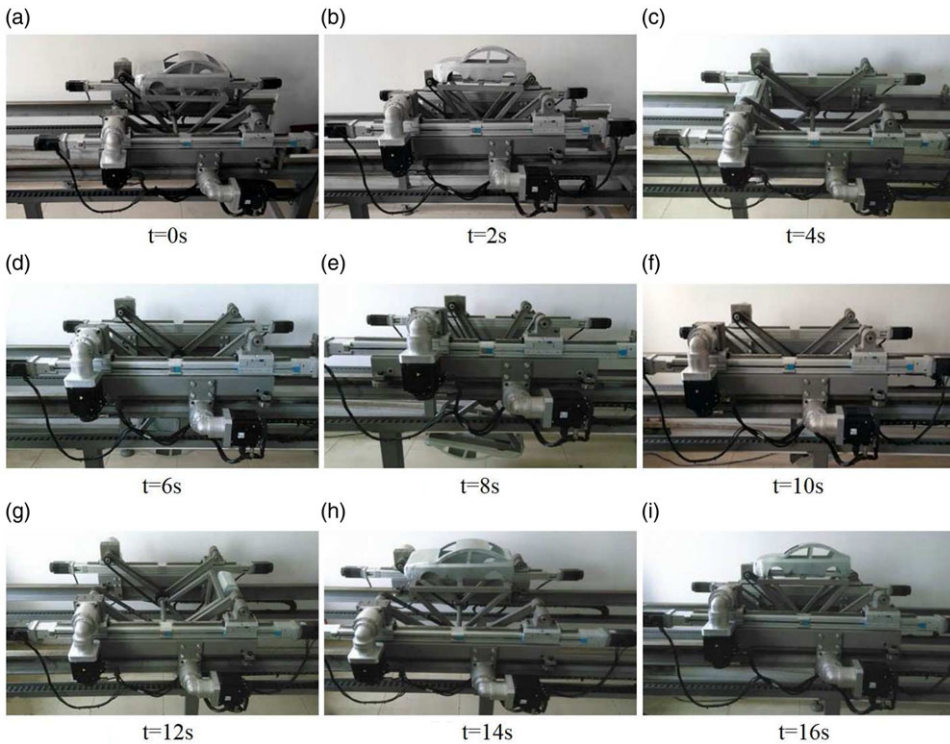 (a)
(b)
(c)
t=0s
t=2s
t=4s
(d)
(e)
(f)
t=6s
t=8s
t=10s
(g)
(h)
(i)
t=12s
t=14s
t=16s